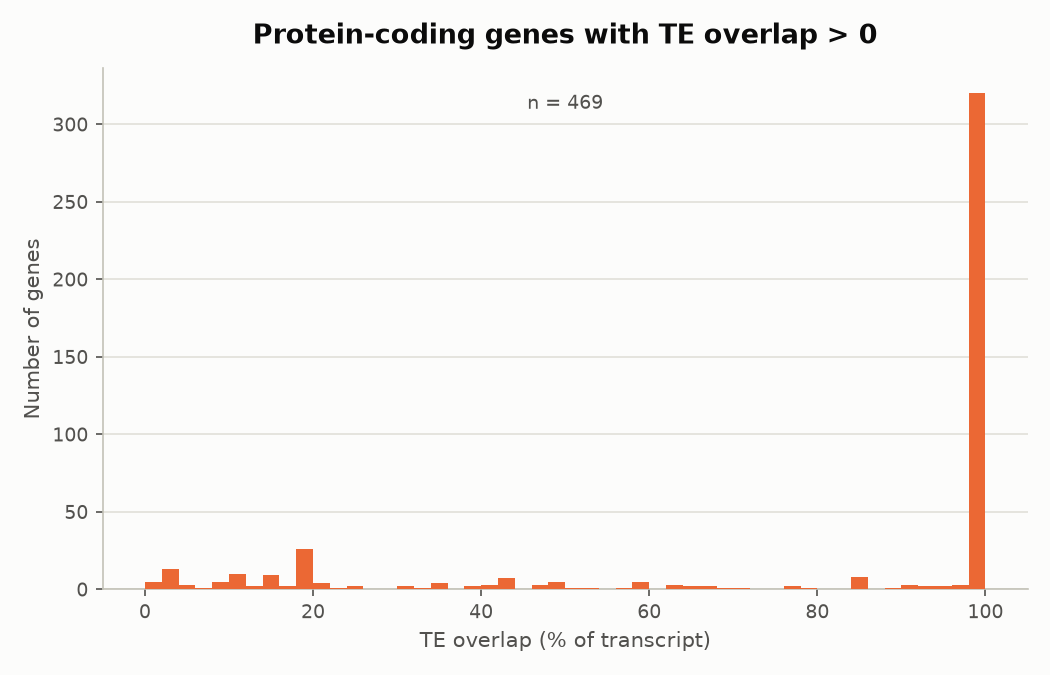 Protein-coding genes with TE overlap > 0
n = 469
Number of genes
300
250
200
150
100
50
0
0 20 40 60 80 100
TE overlap (% of transcript)